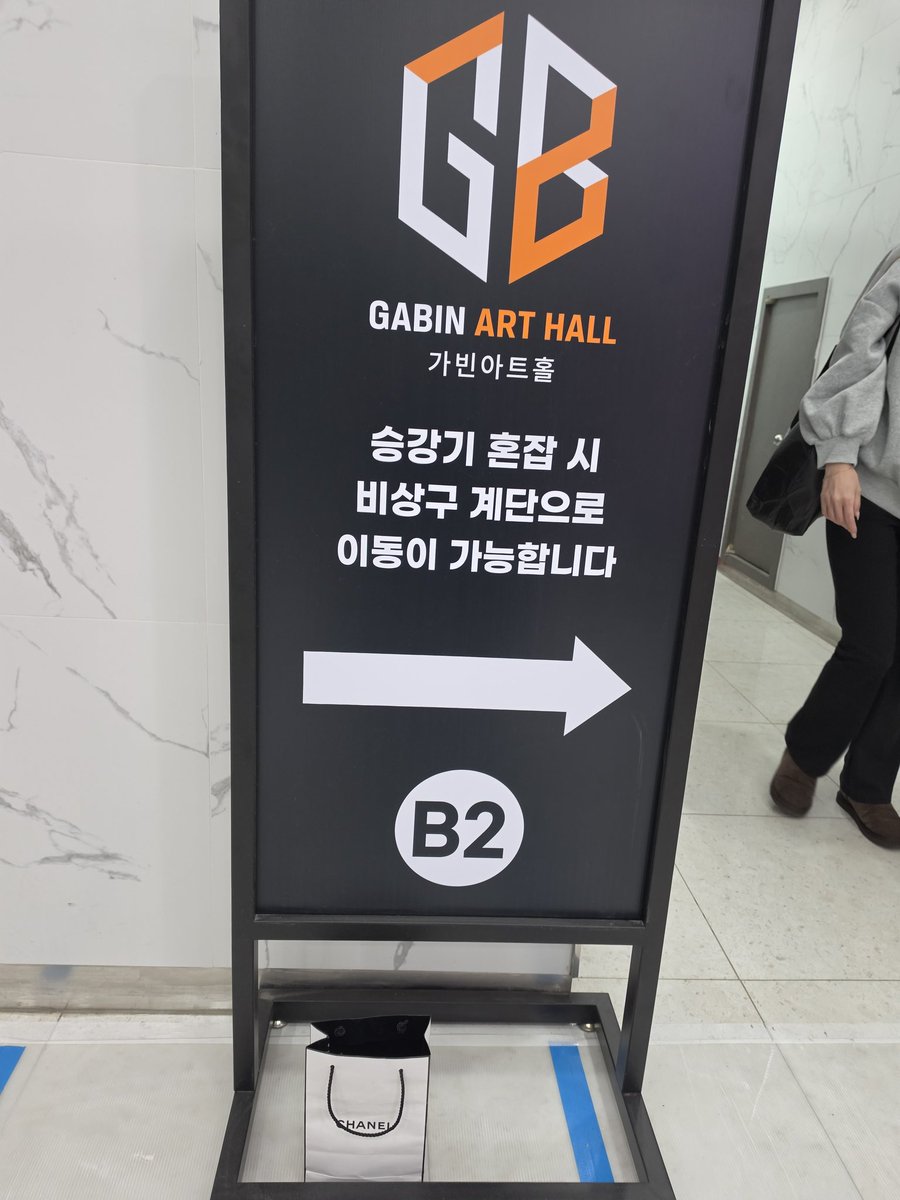 GB
GABIN ART HALL
가빈아트홀
승강기 혼잡 시
비상구 계단으로
이동이 가능합니다
B2
CHANEL